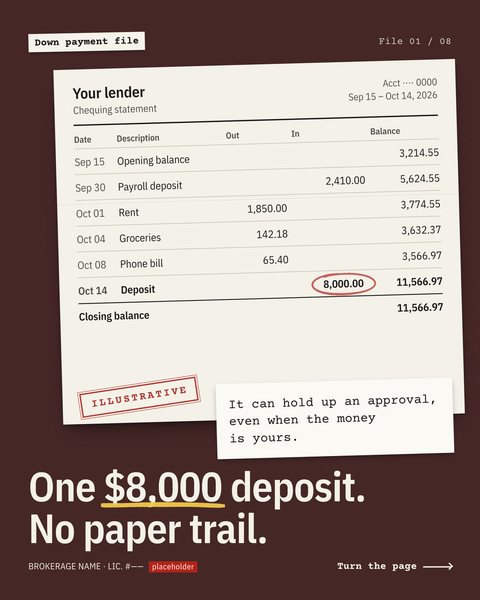 Down payment file
File 01 / 08
Your lender
Acct ···· 0000
Chequing statement
Sep 15 – Oct 14, 2026
Date Description Out In Balance
Sep 15 Opening balance 3,214.55
Sep 30 Payroll deposit 2,410.00 5,624.55
Oct 01 Rent 1,850.00 3,774.55
Oct 04 Groceries 142.18 3,632.37
Oct 08 Phone bill 65.40 3,566.97
Oct 14 Deposit 8,000.00 11,566.97
Closing balance 11,566.97
ILLUSTRATIVE
It can hold up an approval,
even when the money
is yours.
One $8,000 deposit.
No paper trail.
BROKERAGE NAME · LIC. #—— placeholder
Turn the page